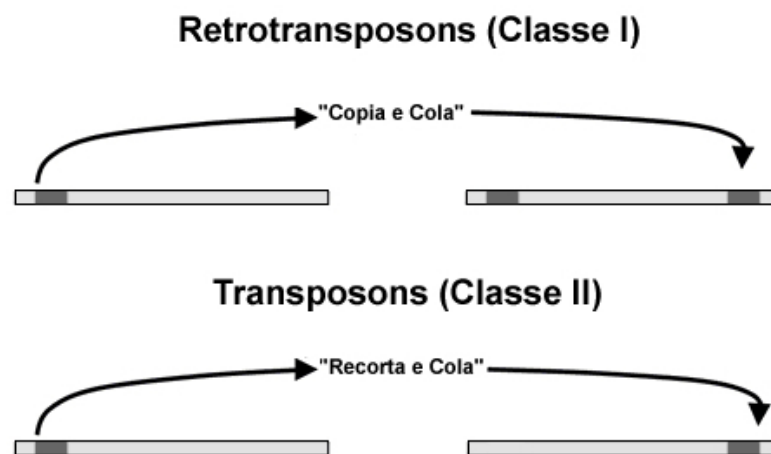 Retrotransposons (Classe I)
"Copia e Cola"
Transposons (Classe II)
"Recorta e Cola"